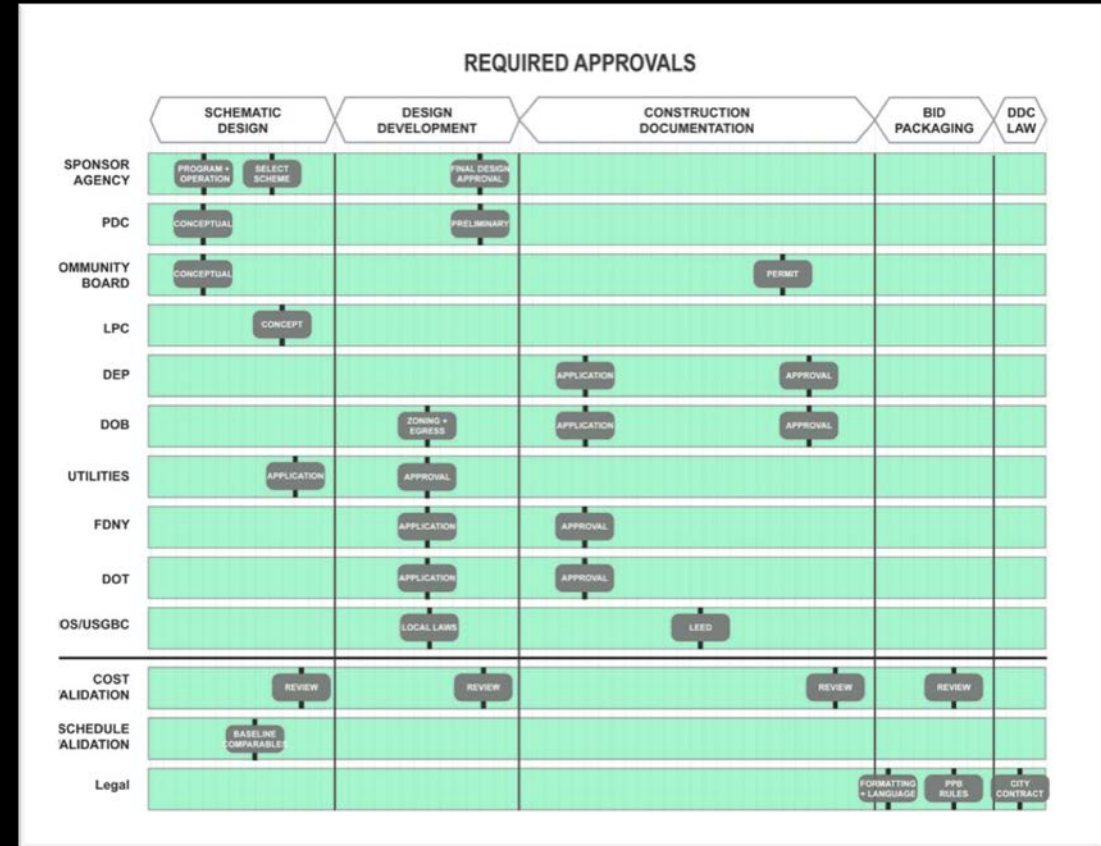 REQUIRED APPROVALS
SCHEMATIC
DESIGN
DESIGN
DEVELOPMENT
CONSTRUCTION
DOCUMENTATION
BID
PACKAGING
DDC
LAW
SPONSOR
AGENCY
PROGRAM +
OPERATION
SELECT
SCHEME
FINAL DESIGN
APPROVAL
PDC
CONCEPTUAL
PRELIMINARY
OMMUNITY
BOARD
CONCEPTUAL
PERMIT
LPC
CONCEPT
DEP
APPLICATION
APPROVAL
DOB
ZONING +
EGRESS
APPLICATION
APPROVAL
UTILITIES
APPLICATION
APPROVAL
FDNY
APPLICATION
APPROVAL
DOT
APPLICATION
APPROVAL
OS/USGBC
LOCAL LAWS
LEED
COST
ALIDATION
REVIEW
REVIEW
REVIEW
REVIEW
SCHEDULE
ALIDATION
BASELINE
COMPARABLES
Legal
FORMATTING
+ LANGUAGE
PPB
RULES
CITY
CONTRACT